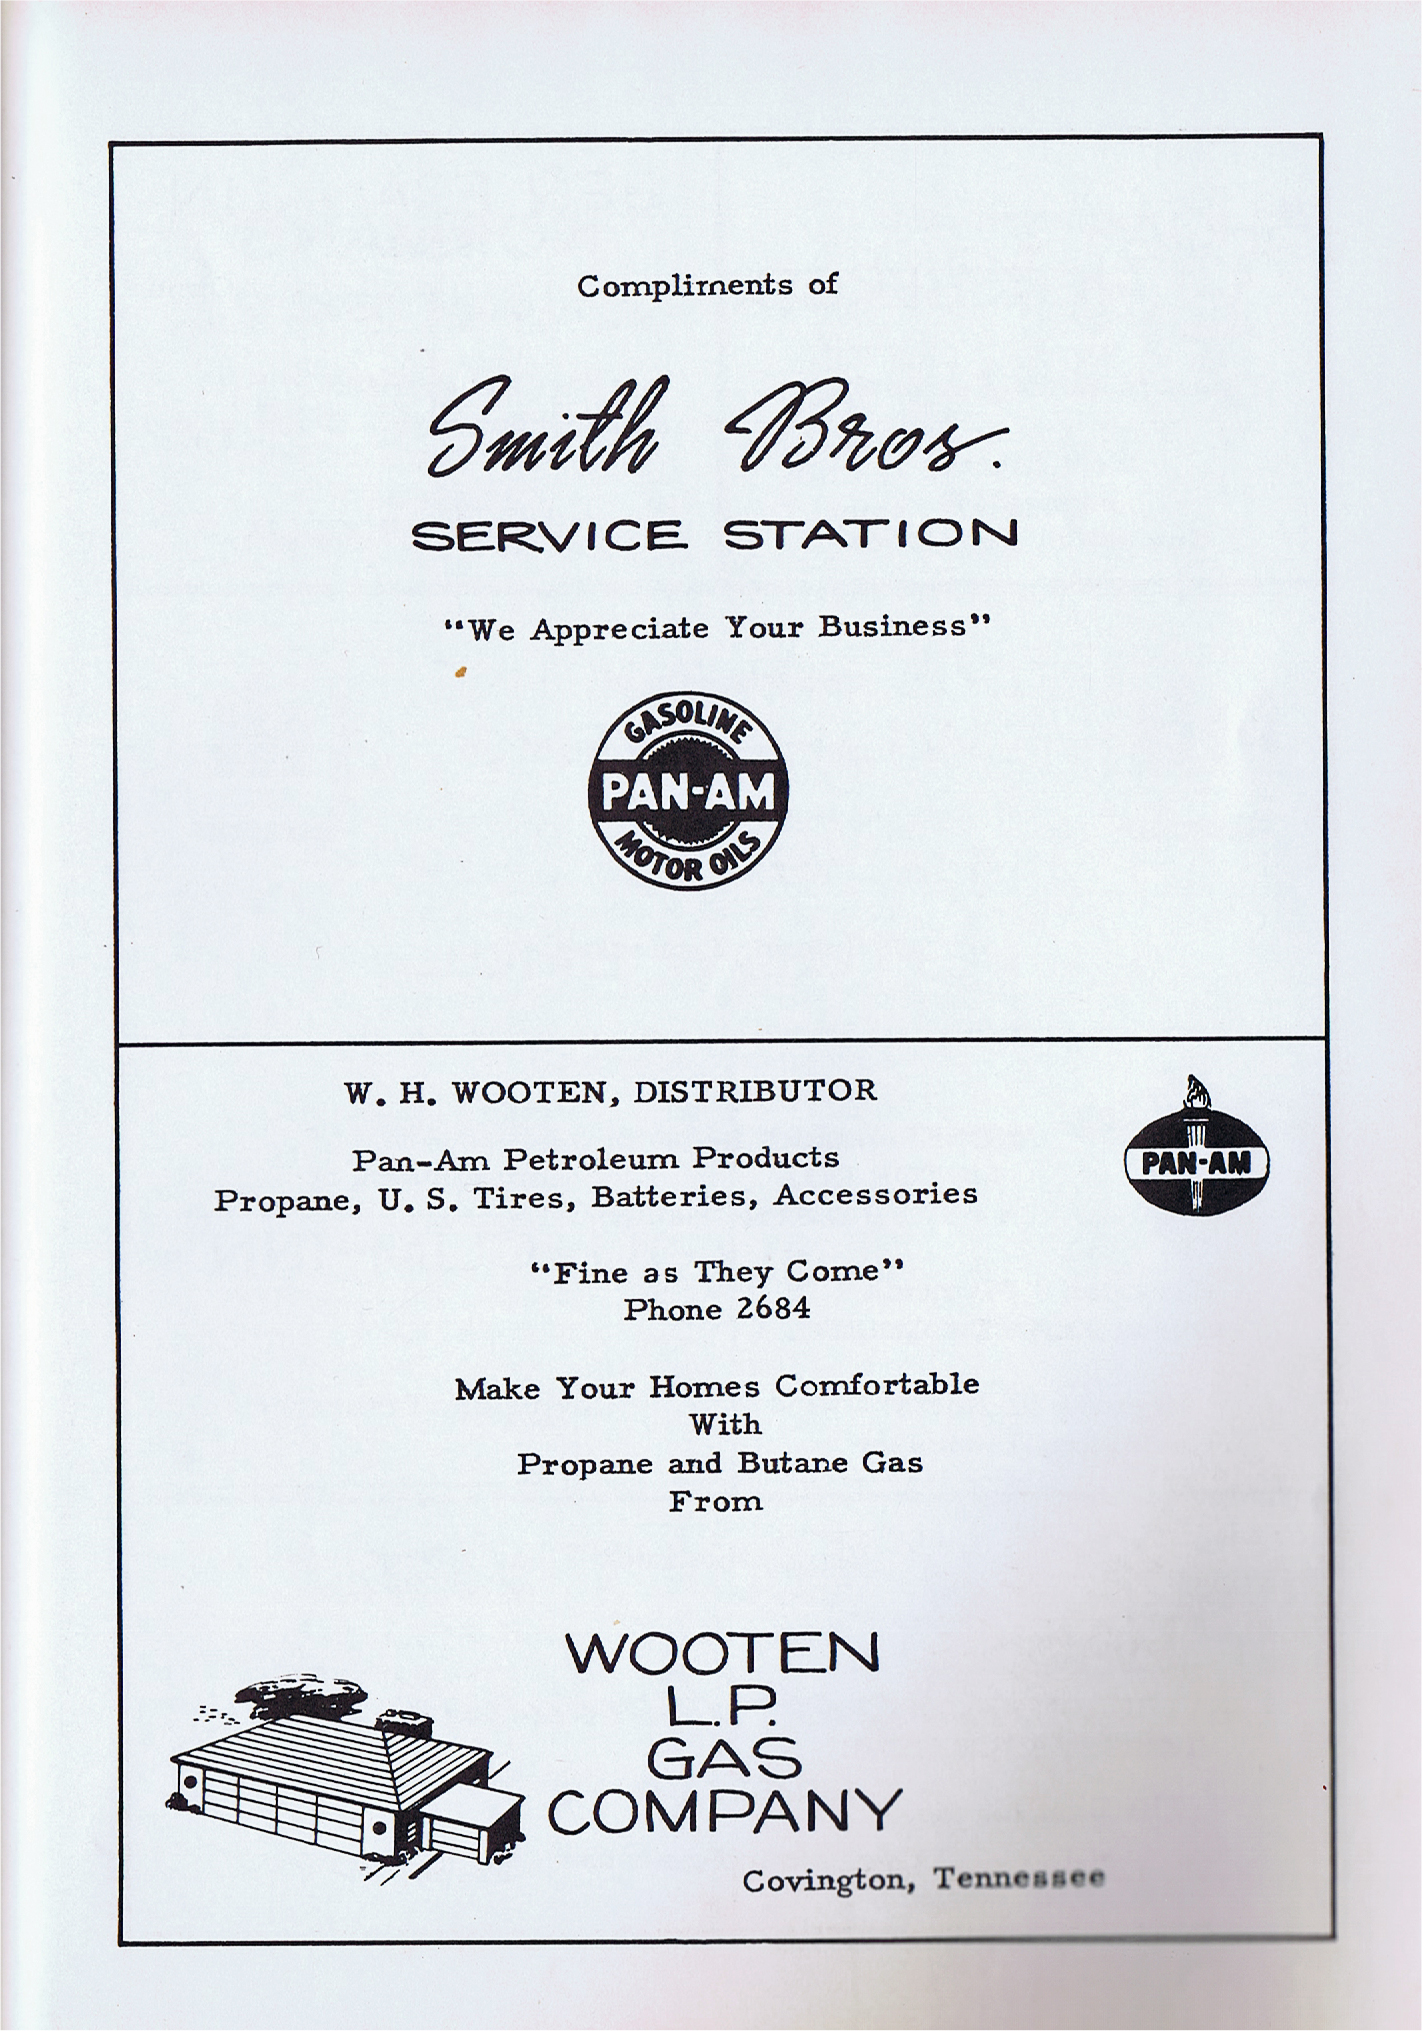 Compliments of
Smith Bros.
SERVICE STATION
“We Appreciate Your Business”
GASOLINE
PAN-AM
MOTOR OILS
W. H. WOOTEN, DISTRIBUTOR
PAN-AM
Pan-Am Petroleum Products
Propane, U. S. Tires, Batteries, Accessories
“Fine as They Come”
Phone 2684
Make Your Homes Comfortable
With
Propane and Butane Gas
From
WOOTEN
L.P.
GAS
COMPANY
Covington, Tennessee